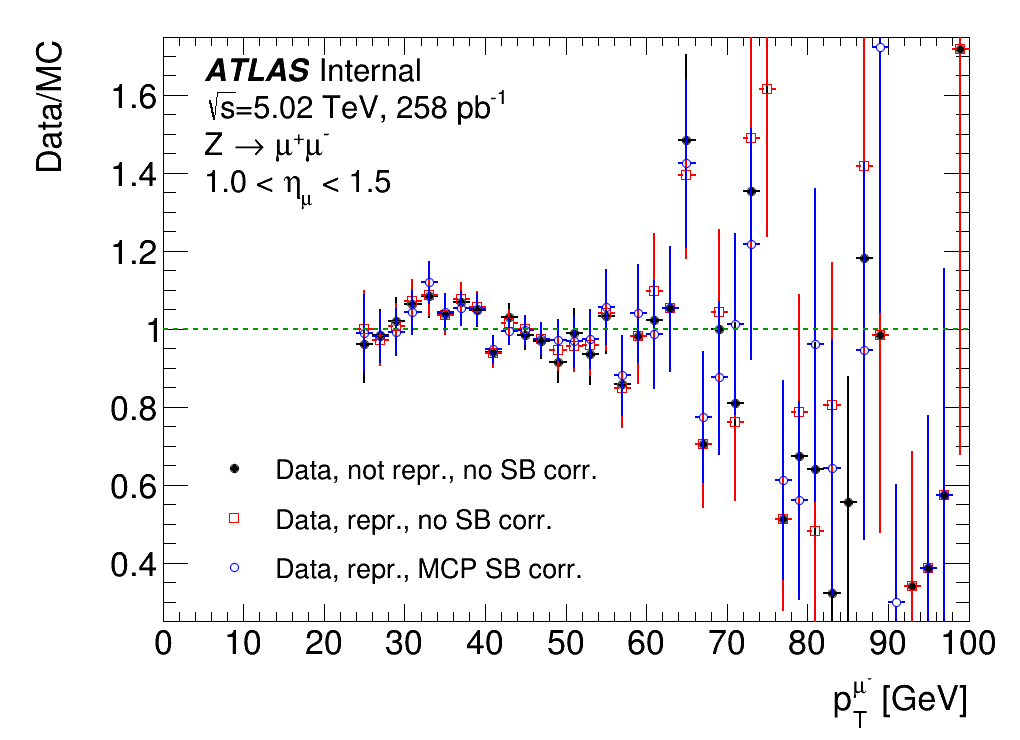 Data/MC
ATLAS Internal
√s=5.02 TeV, 258 pb⁻¹
Z → μ⁺μ⁻
1.0 < η_μ < 1.5
1.6
1.4
1.2
1
0.8
0.6
0.4
Data, not repr., no SB corr.
Data, repr., no SB corr.
Data, repr., MCP SB corr.
0 10 20 30 40 50 60 70 80 90 100
p_T^μ⁻ [GeV]